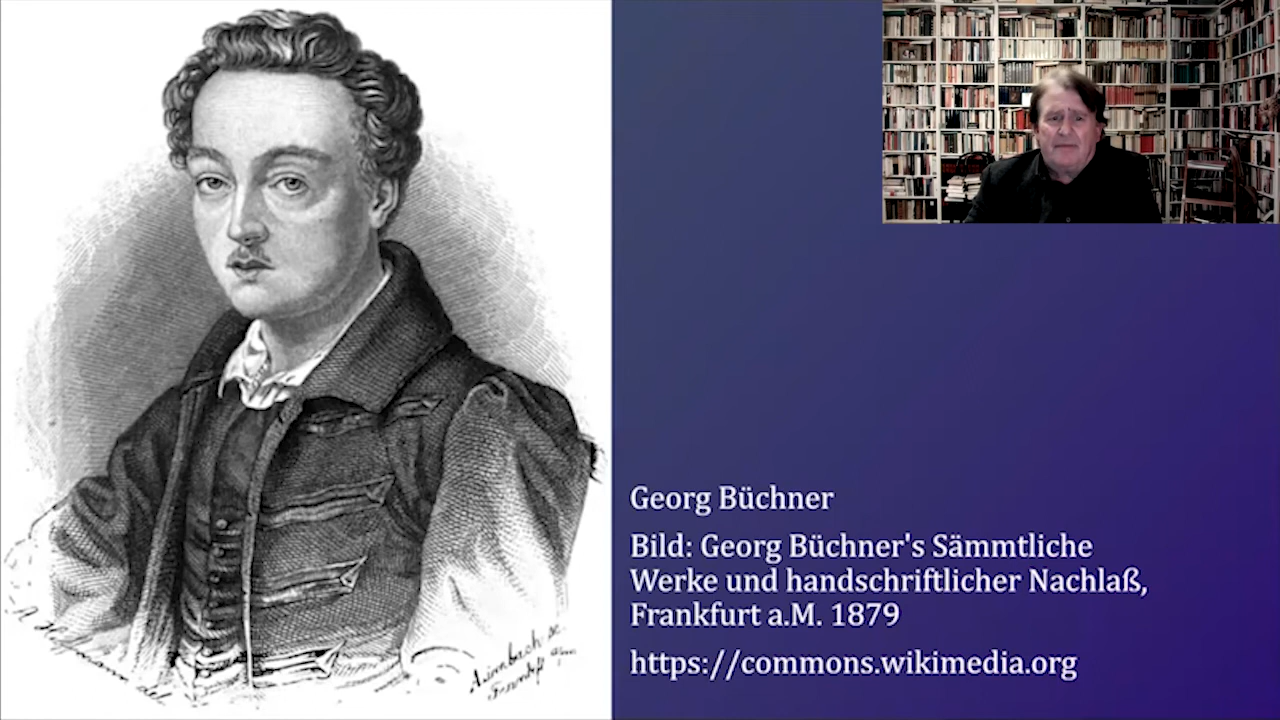 Georg Büchner
Bild: Georg Büchner's Sämmtliche
Werke und handschriftlicher Nachlaß,
Frankfurt a.M. 1879
https://commons.wikimedia.org